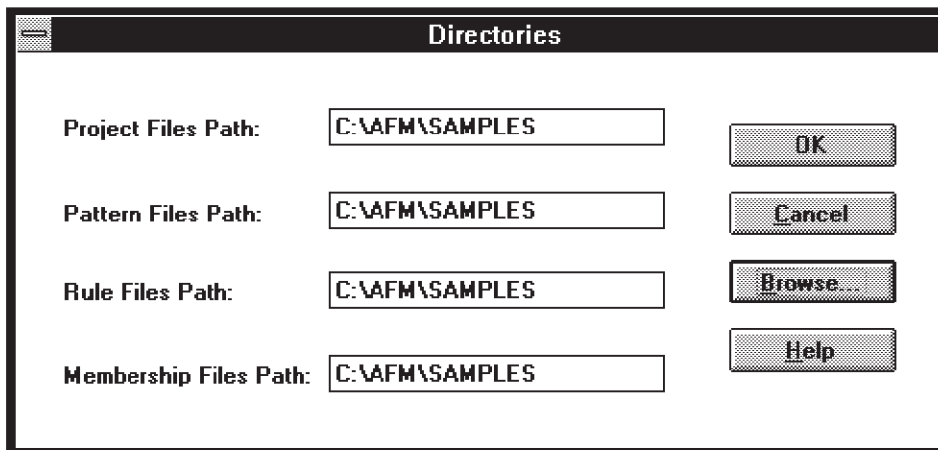 Directories
Project Files Path: C:\AFM\SAMPLES
OK
Pattern Files Path: C:\AFM\SAMPLES
Cancel
Rule Files Path: C:\AFM\SAMPLES
Browse...
Help
Membership Files Path: C:\AFM\SAMPLES